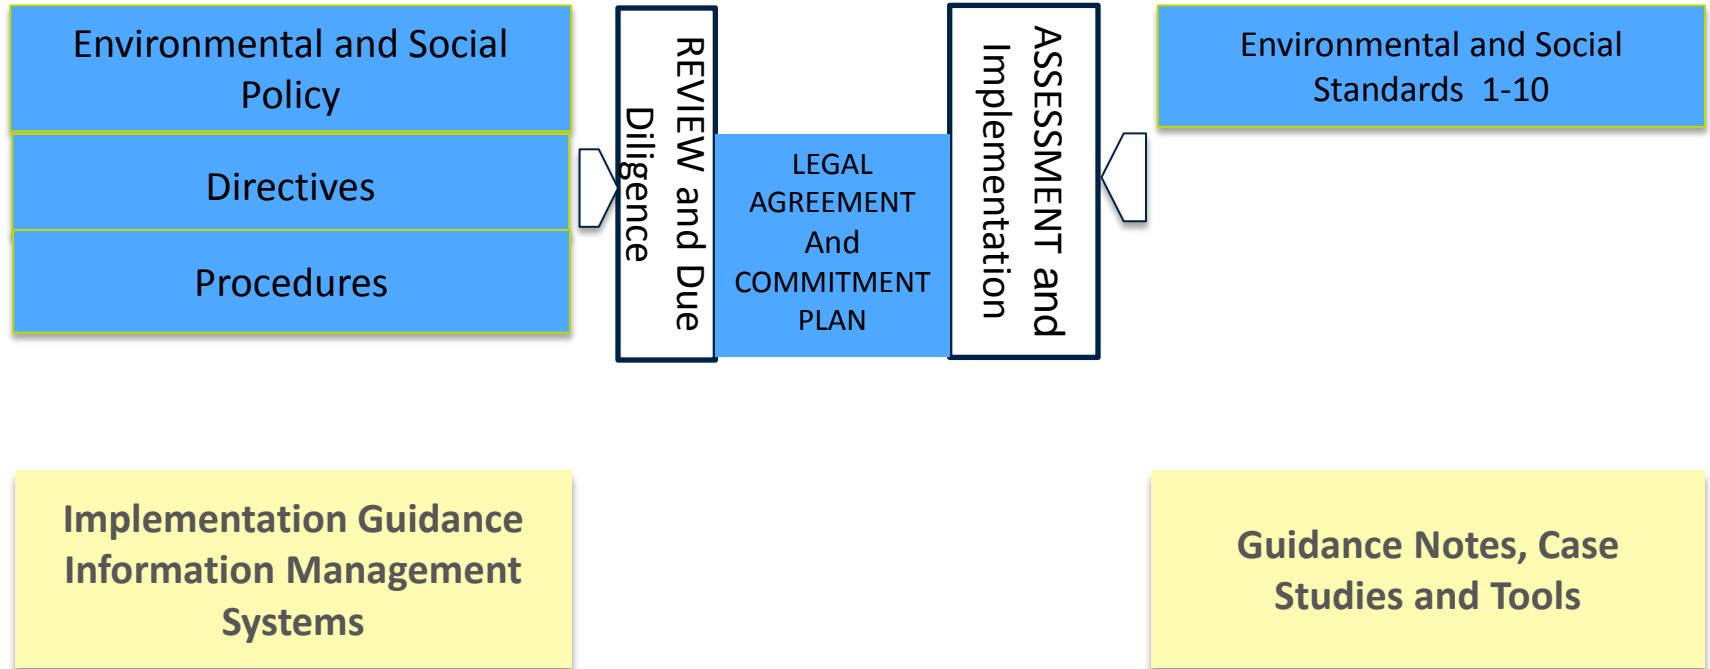 Environmental and Social
Policy
Directives
Procedures
REVIEW and Due
Diligence
LEGAL
AGREEMENT
And
COMMITMENT
PLAN
ASSESSMENT and
Implementation
Environmental and Social
Standards 1-10
Implementation Guidance
Information Management
Systems
Guidance Notes, Case
Studies and Tools